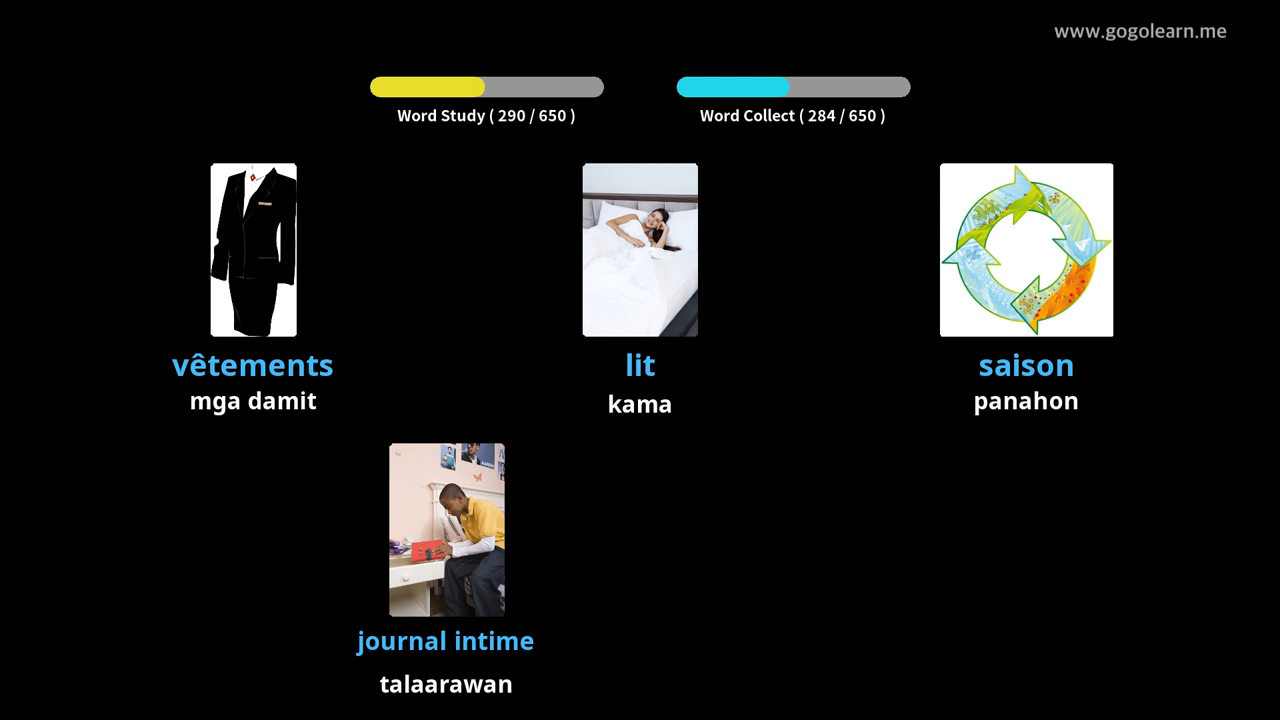 www.gogolearn.me
Word Study ( 290 / 650 )
Word Collect ( 284 / 650 )
vêtements
mga damit
lit
kama
saison
panahon
journal intime
talaarawan